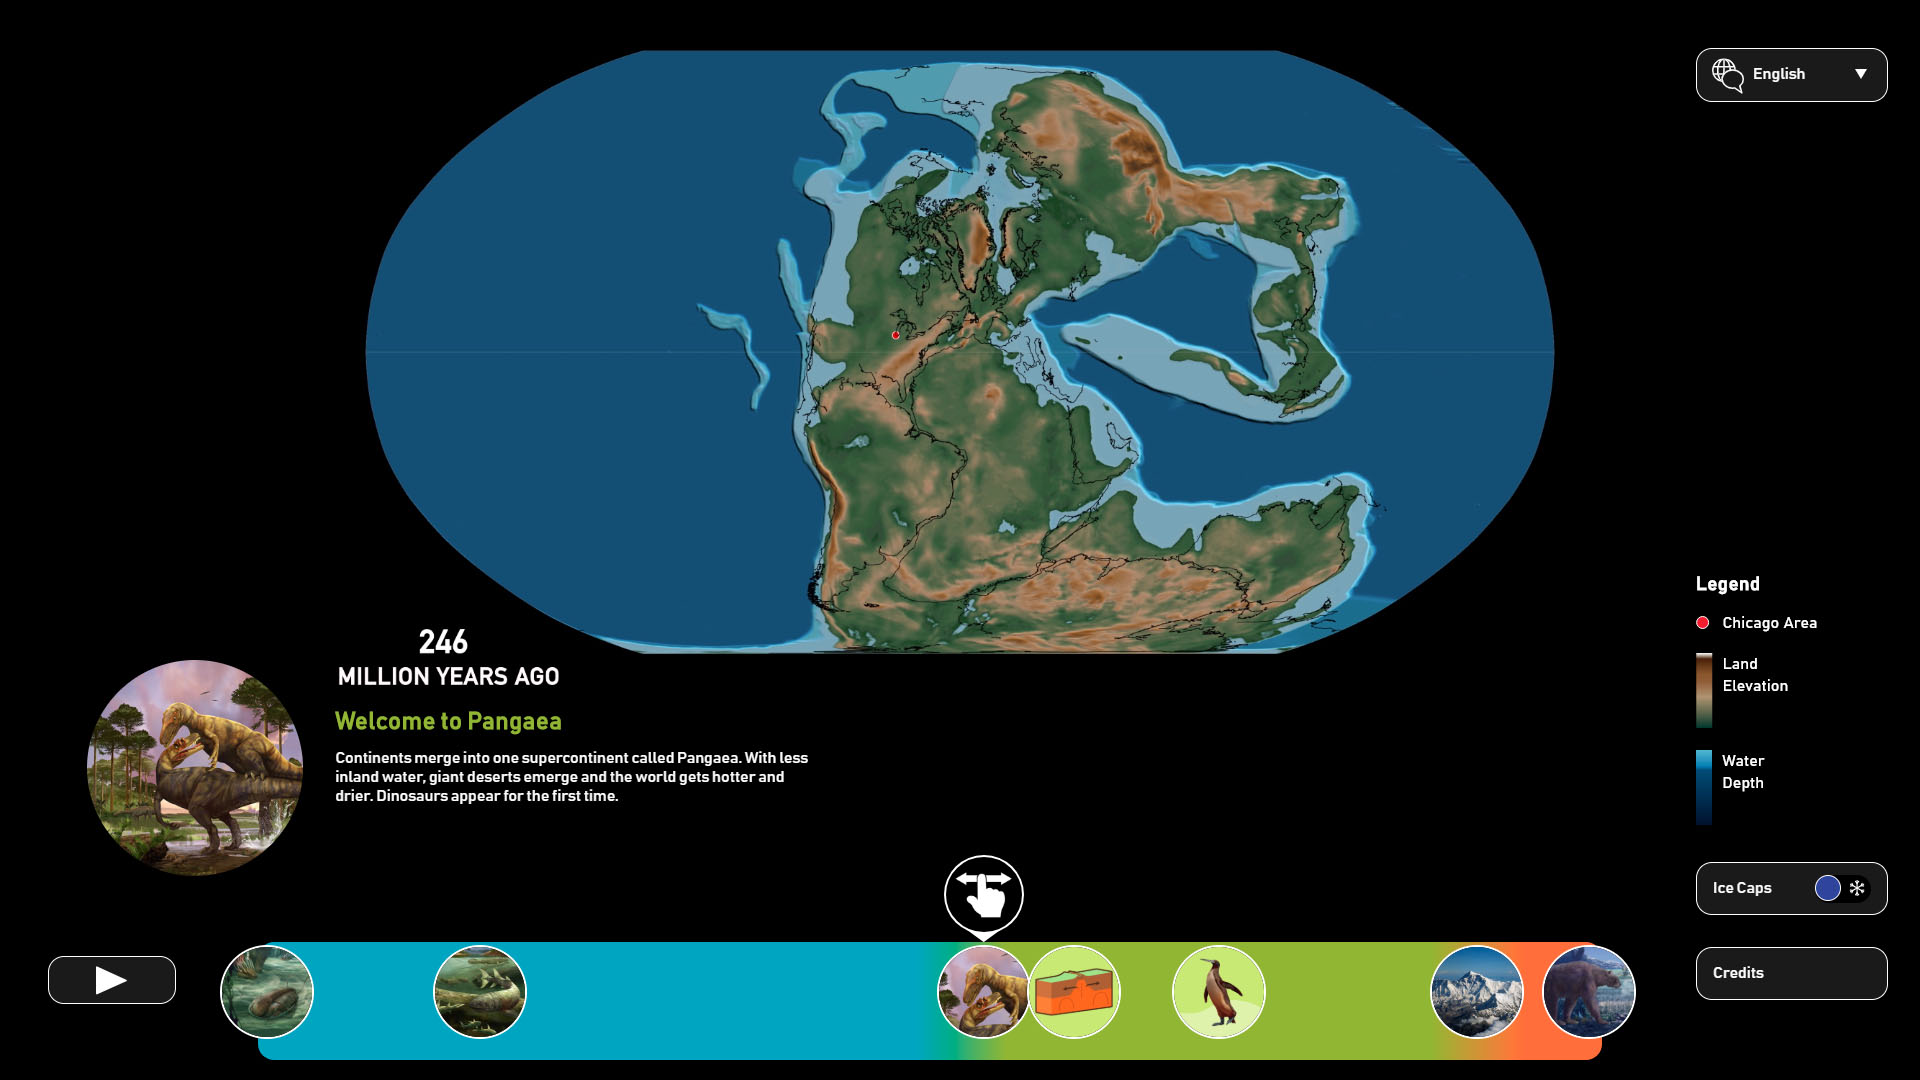 English
246
MILLION YEARS AGO
Welcome to Pangaea
Continents merge into one supercontinent called Pangaea. With less
inland water, giant deserts emerge and the world gets hotter and
drier. Dinosaurs appear for the first time.
Legend
Chicago Area
Land
Elevation
Water
Depth
Ice Caps
Credits